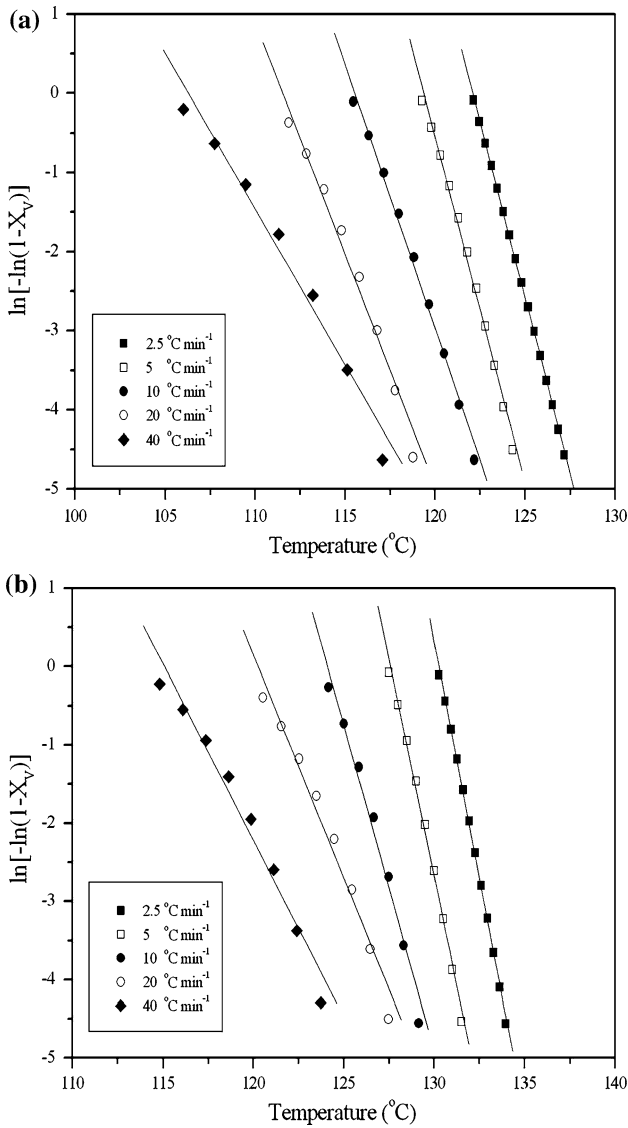 (a)
1
0
-1
-2
-3
-4
-5
ln[-ln(1-Xᵥ)]
2.5 °C min⁻¹
5 °C min⁻¹
10 °C min⁻¹
20 °C min⁻¹
40 °C min⁻¹
100 105 110 115 120 125 130
Temperature (°C)
(b)
1
0
-1
-2
-3
-4
-5
ln[-ln(1-Xᵥ)]
2.5 °C min⁻¹
5 °C min⁻¹
10 °C min⁻¹
20 °C min⁻¹
40 °C min⁻¹
110 115 120 125 130 135 140
Temperature (°C)